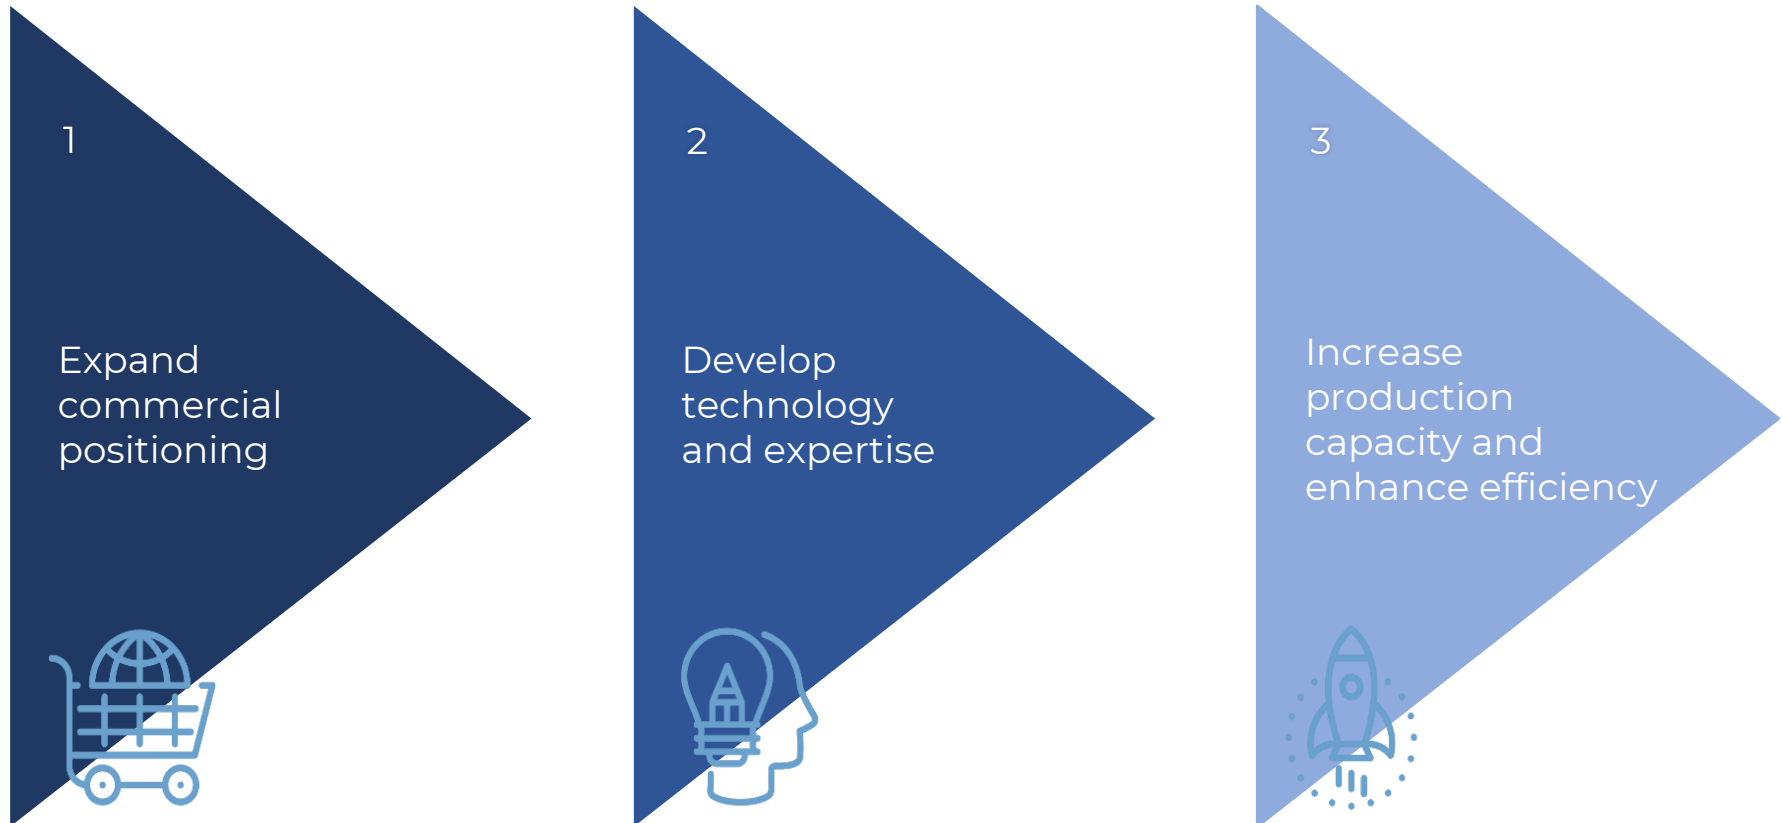 1
Expand
commercial
positioning
2
Develop
technology
and expertise
3
Increase
production
capacity and
enhance efficiency